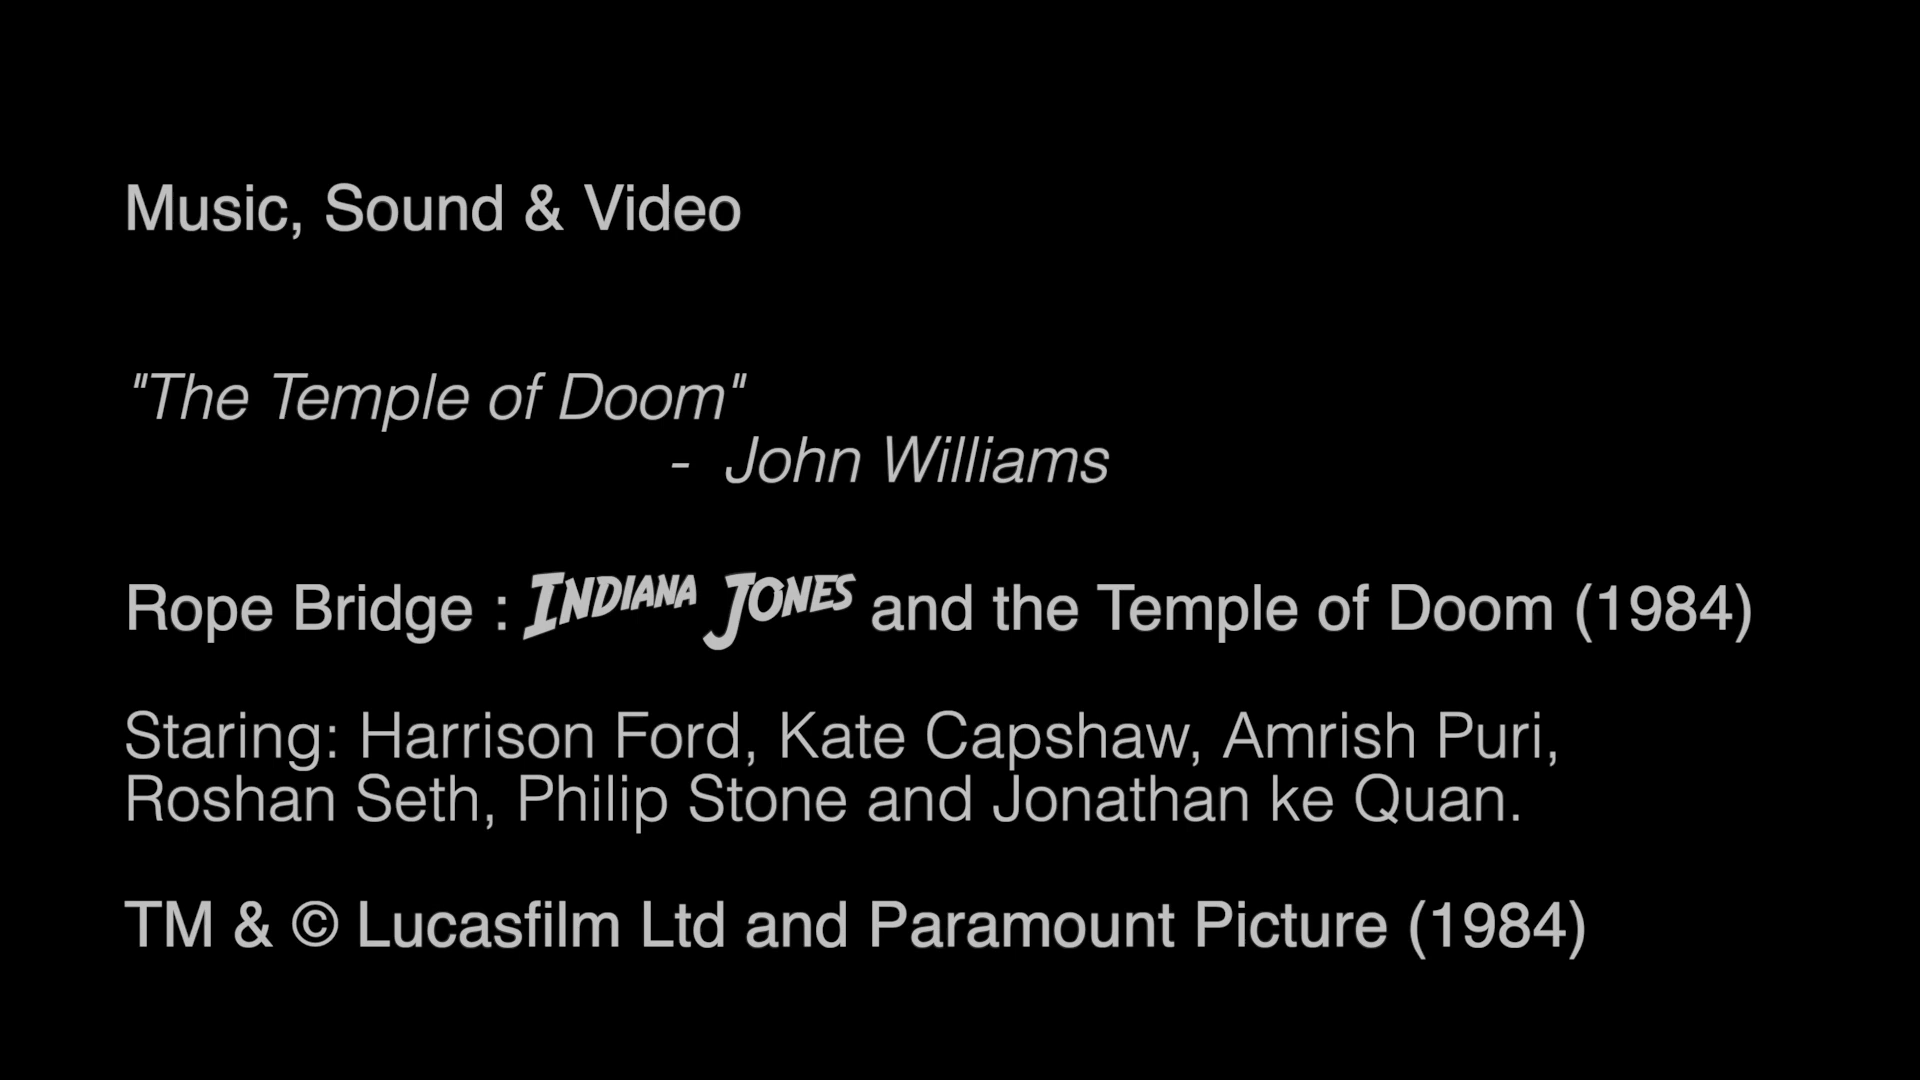 Music, Sound & Video
"The Temple of Doom"
- John Williams
Rope Bridge : INDIANA JONES and the Temple of Doom (1984)
Staring: Harrison Ford, Kate Capshaw, Amrish Puri,
Roshan Seth, Philip Stone and Jonathan ke Quan.
TM & © Lucasfilm Ltd and Paramount Picture (1984)